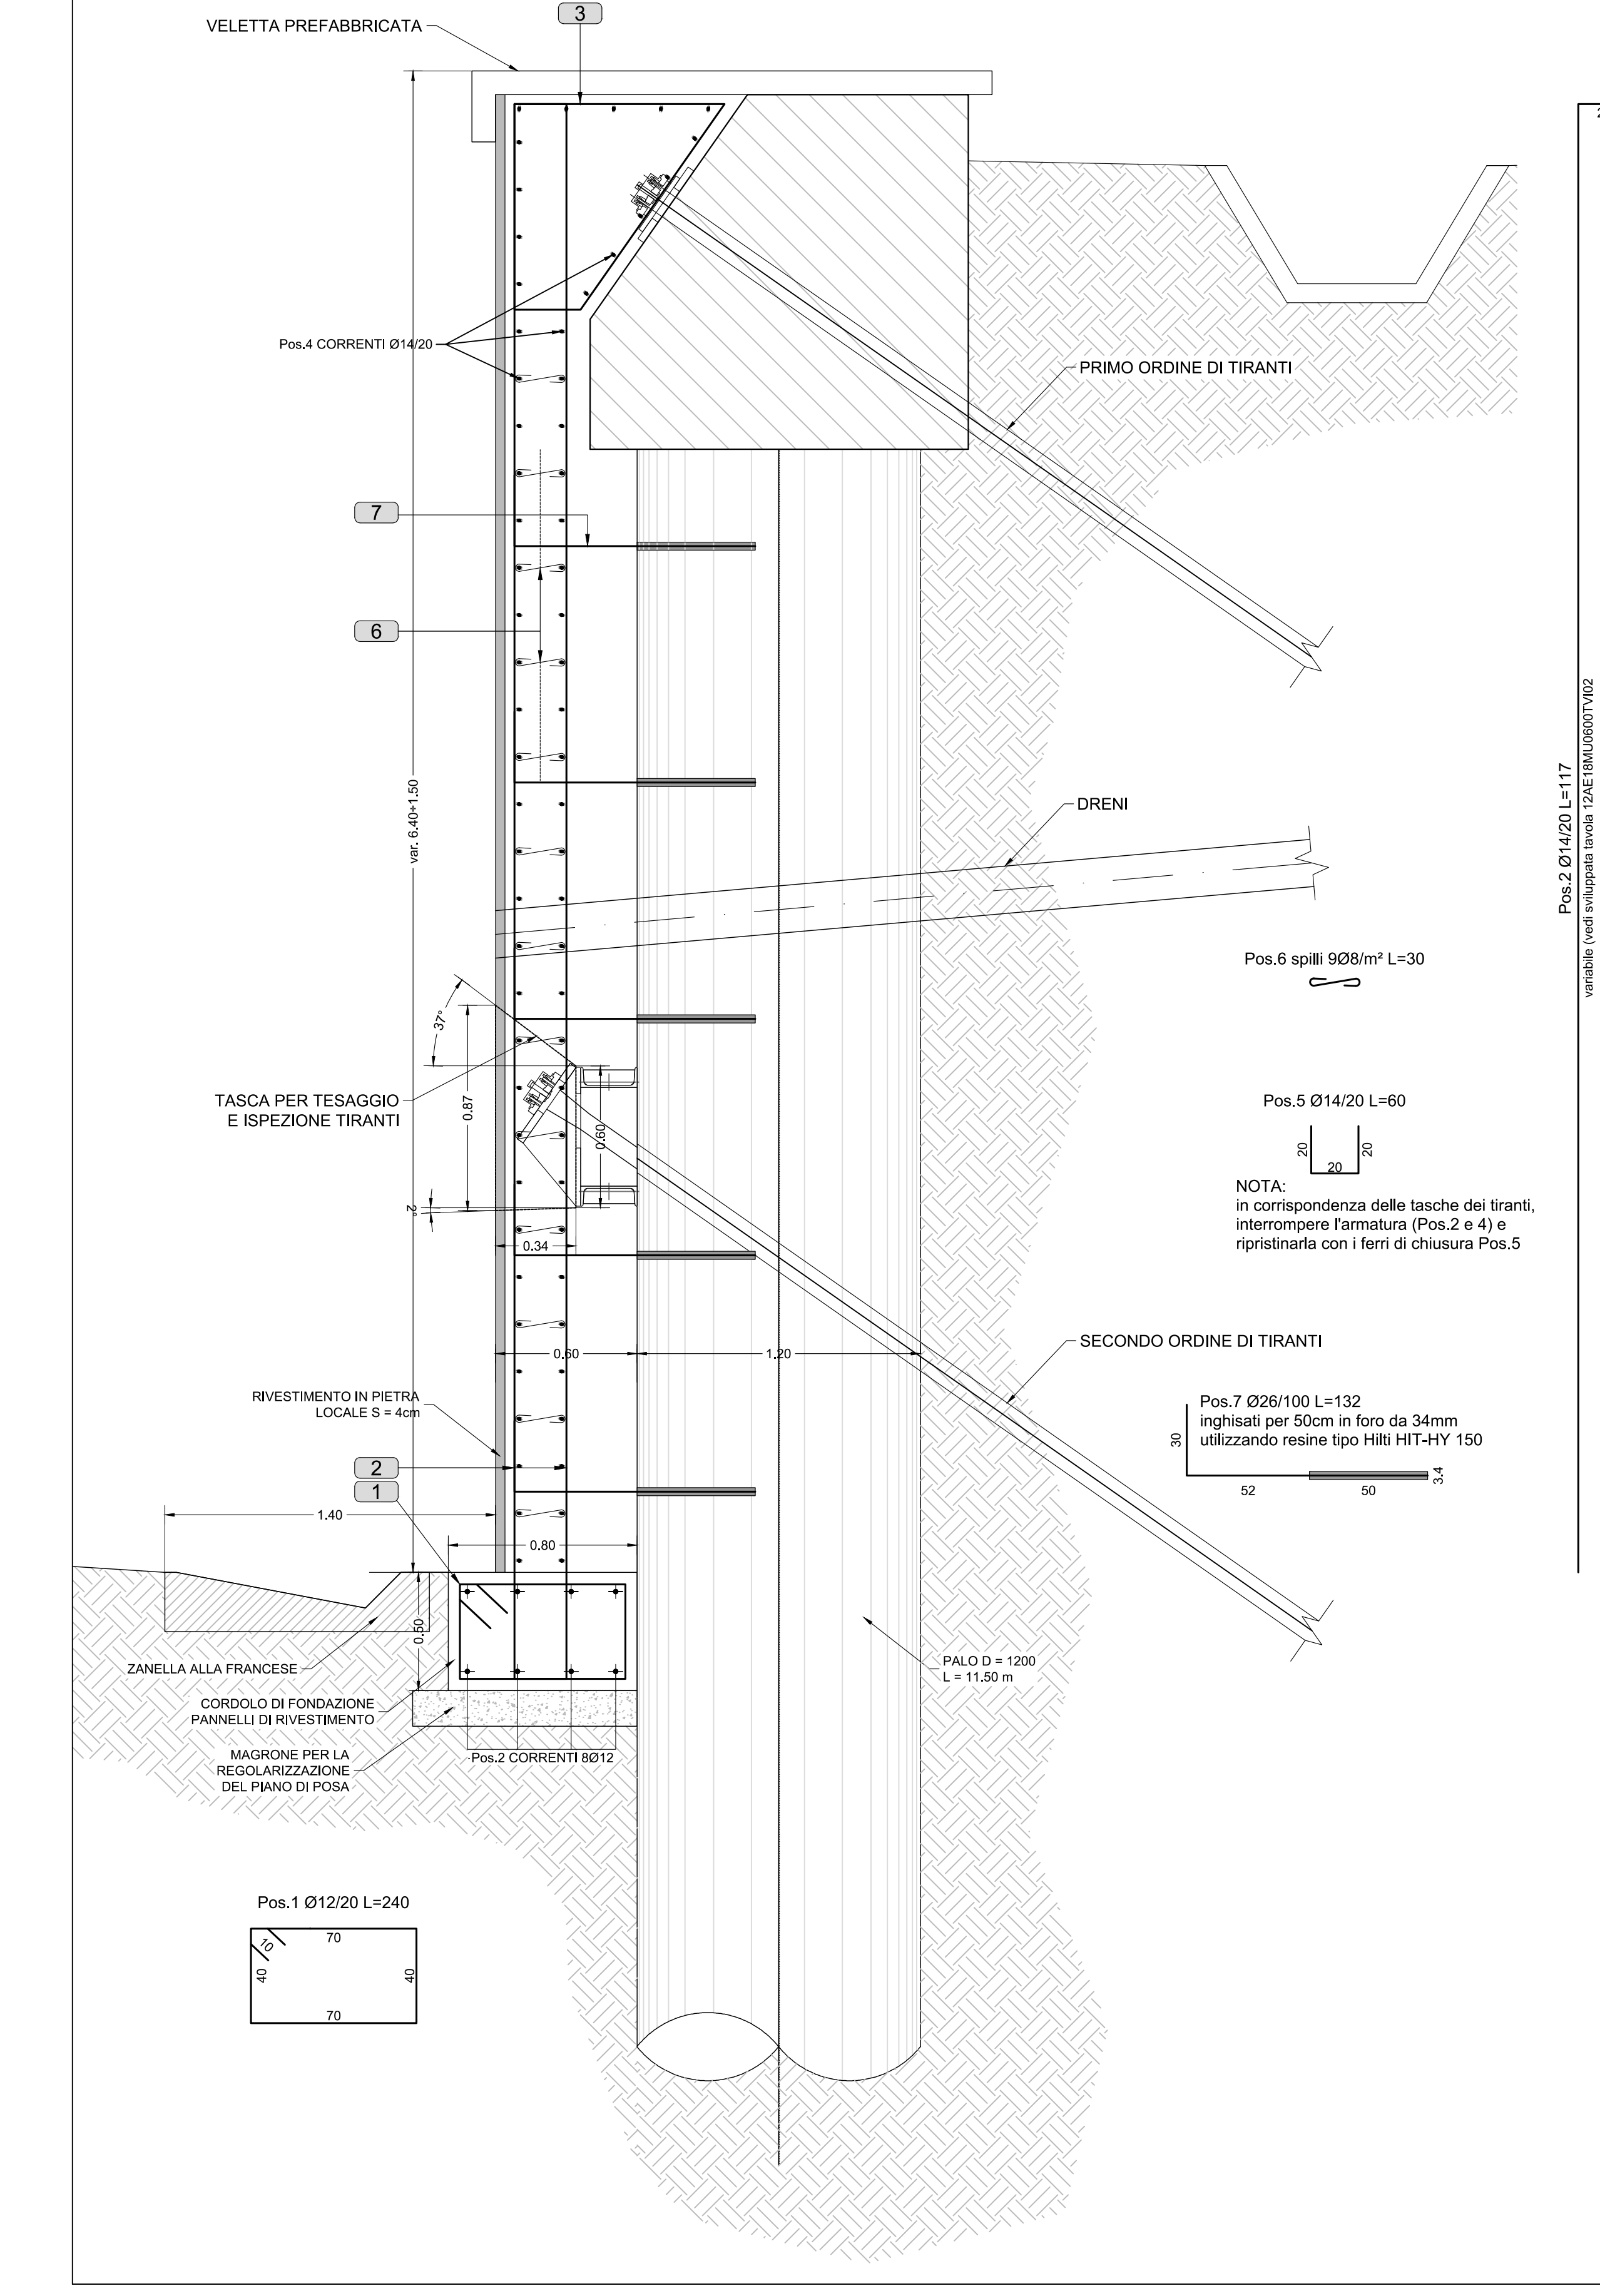 3
VELETTA PREFABBRICATA
Pos.4 CORRENTI Ø14/20
PRIMO ORDINE DI TIRANTI
7
6
var. 6.40÷1.50
DRENI
Pos.2 Ø14/20 L=117
variabile (vedi sviluppata tavola 12AE18MU0600TVI02
Pos.6 spilli 9Ø8/m² L=30
37°
TASCA PER TESAGGIO
E ISPEZIONE TIRANTI
0.87
0.60
2°
0.34
Pos.5 Ø14/20 L=60
20
20
20
NOTA:
in corrispondenza delle tasche dei tiranti,
interrompere l'armatura (Pos.2 e 4) e
ripristinarla con i ferri di chiusura Pos.5
SECONDO ORDINE DI TIRANTI
0.60
1.20
RIVESTIMENTO IN PIETRA
LOCALE S = 4cm
Pos.7 Ø26/100 L=132
inghisati per 50cm in foro da 34mm
utilizzando resine tipo Hilti HIT-HY 150
30
52
50
3.4
2
1
1.40
0.80
0.50
ZANELLA ALLA FRANCESE
CORDOLO DI FONDAZIONE
PANNELLI DI RIVESTIMENTO
MAGRONE PER LA
REGOLARIZZAZIONE
DEL PIANO DI POSA
Pos.2 CORRENTI 8Ø12
PALO D = 1200
L = 11.50 m
Pos.1 Ø12/20 L=240
70
10
40
40
70